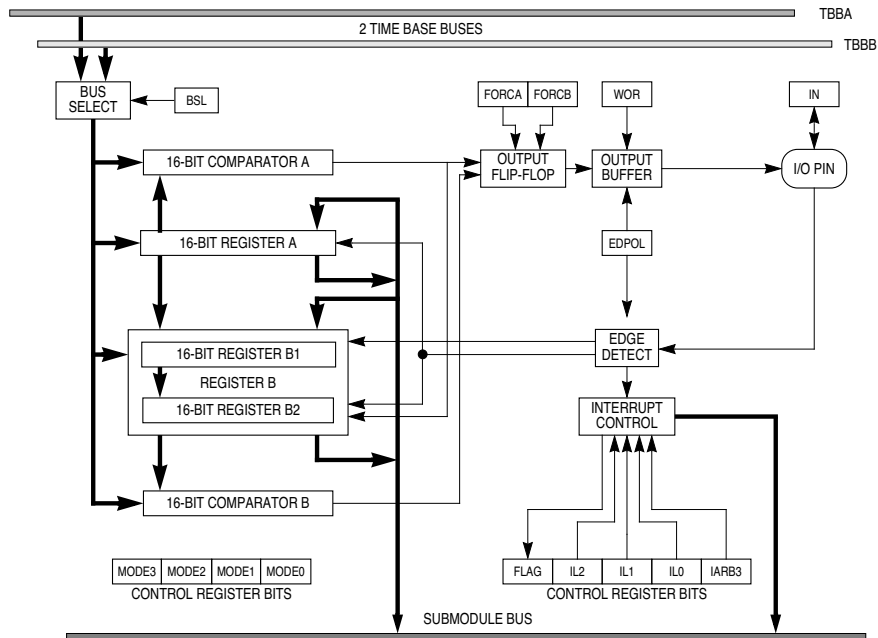 TBBA
2 TIME BASE BUSES
TBBB
BUS
SELECT
BSL
FORCA FORCB
WOR
IN
16-BIT COMPARATOR A
OUTPUT
FLIP-FLOP
OUTPUT
BUFFER
I/O PIN
16-BIT REGISTER A
EDPOL
16-BIT REGISTER B1
REGISTER B
16-BIT REGISTER B2
EDGE
DETECT
INTERRUPT
CONTROL
16-BIT COMPARATOR B
MODE3 MODE2 MODE1 MODE0
CONTROL REGISTER BITS
FLAG IL2 IL1 IL0 IARB3
CONTROL REGISTER BITS
SUBMODULE BUS